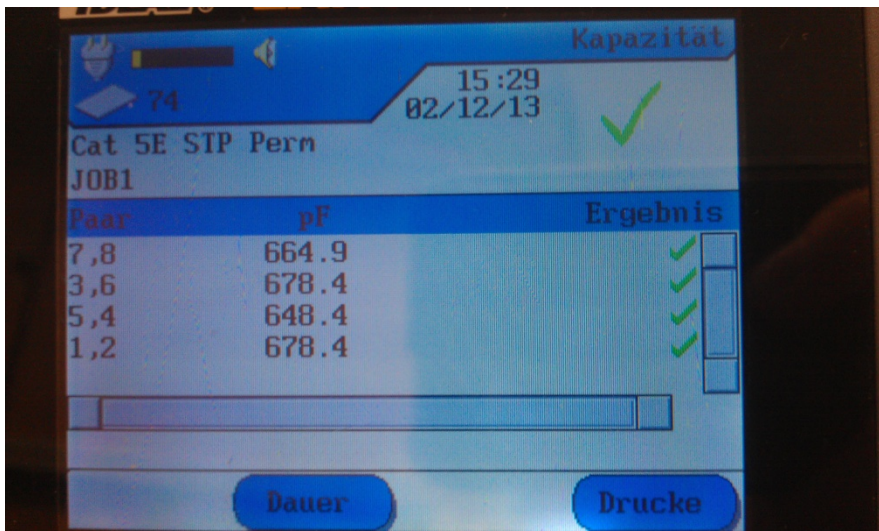 Kapazität
15:29
74
02/12/13
Cat 5E STP Perm
JOB1
Paar pF Ergebnis
7,8 664.9
3,6 678.4
5,4 648.4
1,2 678.4
Dauer Drucke